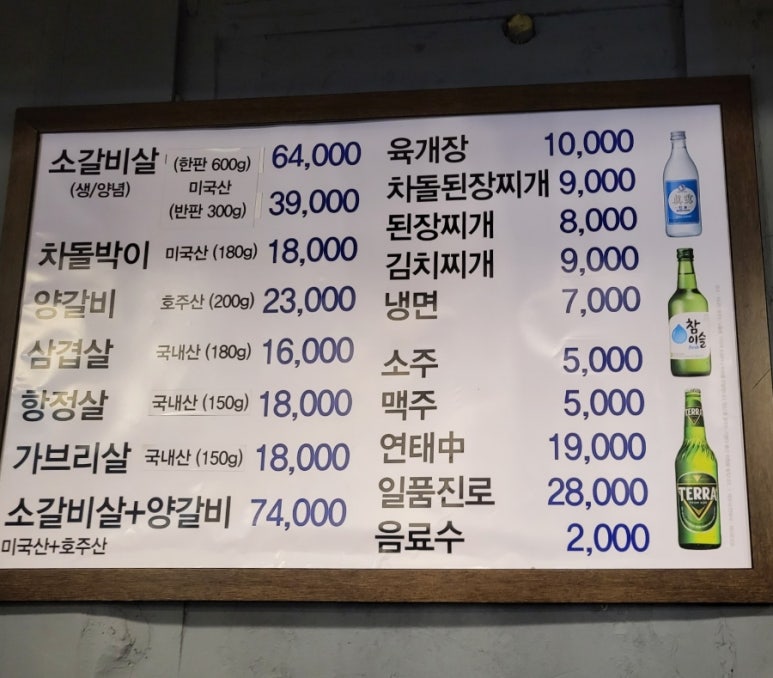 소갈비살 (한판 600g) 64,000
(생/양념) 미국산
(반판 300g) 39,000
차돌박이 미국산 (180g) 18,000
양갈비 호주산 (200g) 23,000
삼겹살 국내산 (180g) 16,000
항정살 국내산 (150g) 18,000
가브리살 국내산 (150g) 18,000
소갈비살+양갈비 74,000
미국산+호주산
육개장 10,000
차돌된장찌개 9,000
된장찌개 8,000
김치찌개 9,000
냉면 7,000
소주 5,000
맥주 5,000
연태中 19,000
일품진로 28,000
음료수 2,000
眞露
참
이슬
TERRA
TERRA